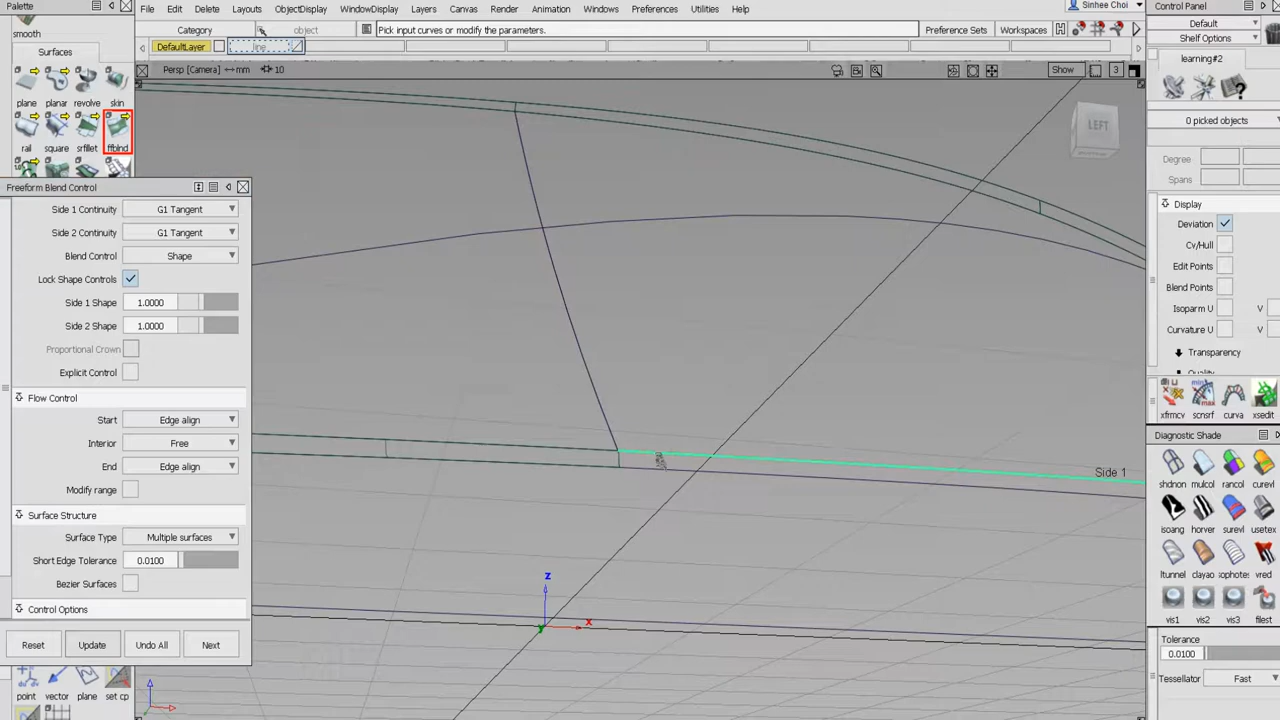 Palette
smooth
Surfaces
plane planar revolve skin
rail square srfillet ffblnd
File Edit Delete Layouts ObjectDisplay WindowDisplay Layers Canvas Render Animation Windows Preferences Utilities Help
Sinhee Choi
Category object Pick input curves or modify the parameters. Preference Sets Workspaces
DefaultLayer line
Persp [Camera] mm 10 Show 3
LEFT
Freeform Blend Control
Side 1 Continuity G1 Tangent
Side 2 Continuity G1 Tangent
Blend Control Shape
Lock Shape Controls
Side 1 Shape 1.0000
Side 2 Shape 1.0000
Proportional Crown
Explicit Control
Flow Control
Start Edge align
Interior Free
End Edge align
Modify range
Surface Structure
Surface Type Multiple surfaces
Short Edge Tolerance 0.0100
Bezier Surfaces
Control Options
Reset Update Undo All Next
point vector plane set cp
Side 1
z
y
x
Control Panel
Default
Shelf Options
learning#2
0 picked objects
Degree
Spans
Display
Deviation
Cv/Hull
Edit Points
Blend Points
Isoparm U V
Curvature U V
Transparency
xfrmcv scnsrf curva xsedit
Diagnostic Shade
shdnon mulcol rancol curevl
isoang horver surevl usetex
ltunnel clayao sophotes vred
vis1 vis2 vis3 filest
Tolerance
0.0100
Tessellator Fast